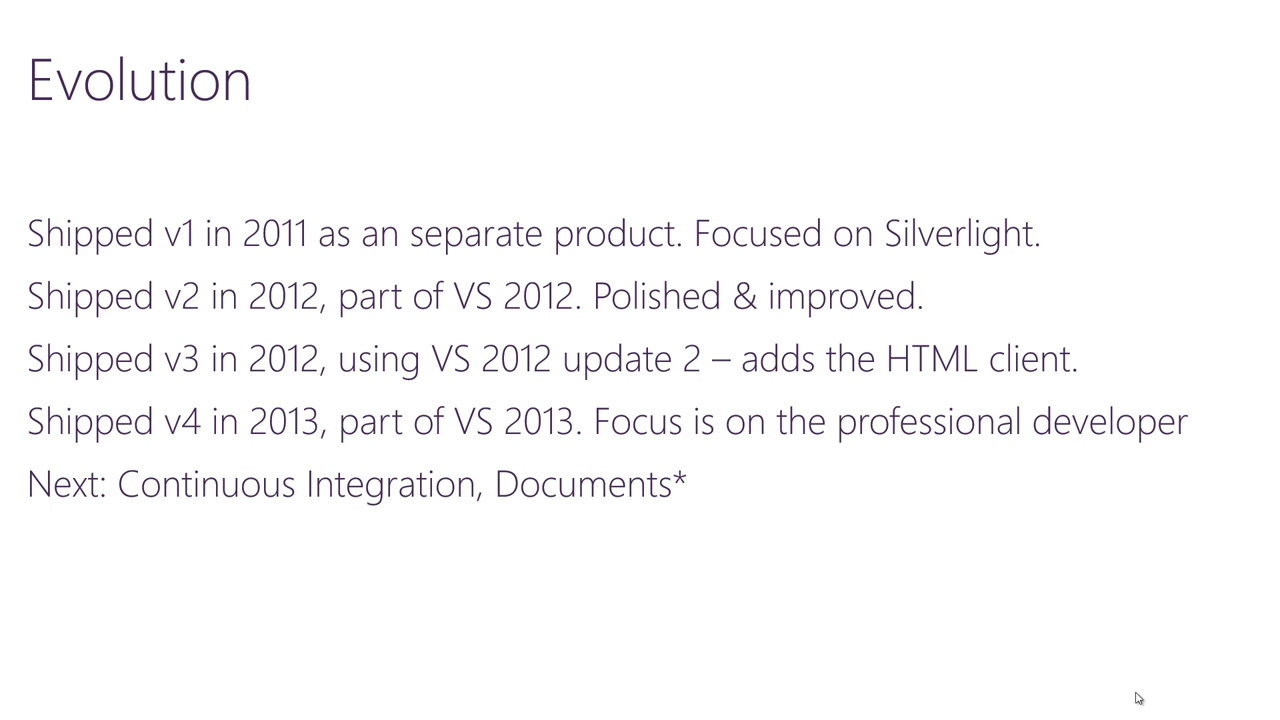 Evolution
Shipped v1 in 2011 as an separate product. Focused on Silverlight.
Shipped v2 in 2012, part of VS 2012. Polished & improved.
Shipped v3 in 2012, using VS 2012 update 2 – adds the HTML client.
Shipped v4 in 2013, part of VS 2013. Focus is on the professional developer
Next: Continuous Integration, Documents*